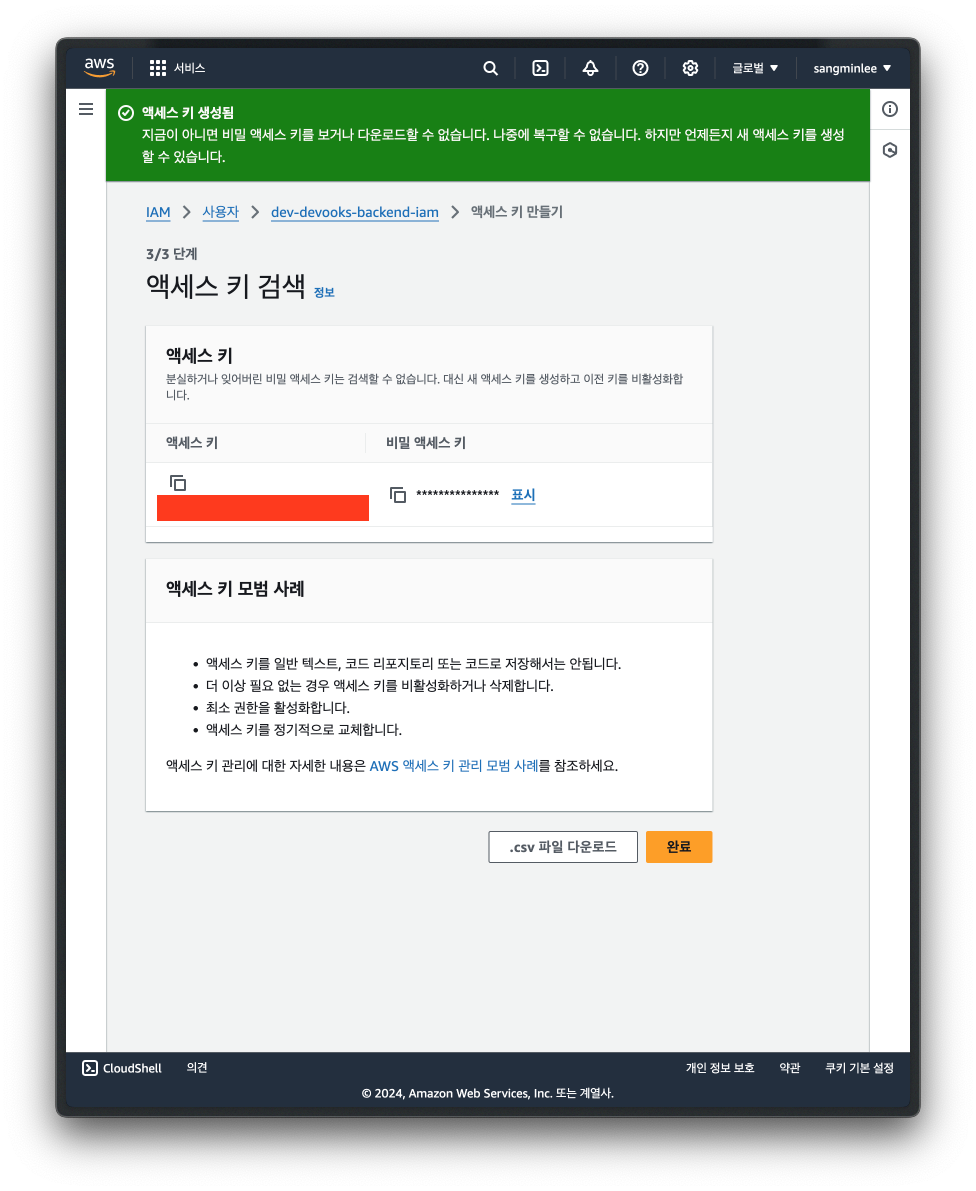 aws
서비스
글로벌 ▼
sangminlee ▼
액세스 키 생성됨
지금이 아니면 비밀 액세스 키를 보거나 다운로드할 수 없습니다. 나중에 복구할 수 없습니다. 하지만 언제든지 새 액세스 키를 생성
할 수 있습니다.
IAM > 사용자 > dev-devooks-backend-iam > 액세스 키 만들기
3/3 단계
액세스 키 검색 정보
액세스 키
분실하거나 잊어버린 비밀 액세스 키는 검색할 수 없습니다. 대신 새 액세스 키를 생성하고 이전 키를 비활성화합
니다.
액세스 키
비밀 액세스 키
*************** 표시
액세스 키 모범 사례
• 액세스 키를 일반 텍스트, 코드 리포지토리 또는 코드로 저장해서는 안됩니다.
• 더 이상 필요 없는 경우 액세스 키를 비활성화하거나 삭제합니다.
• 최소 권한을 활성화합니다.
• 액세스 키를 정기적으로 교체합니다.
액세스 키 관리에 대한 자세한 내용은 AWS 액세스 키 관리 모범 사례를 참조하세요.
.csv 파일 다운로드
완료
CloudShell
의견
개인 정보 보호
약관
쿠키 기본 설정
© 2024, Amazon Web Services, Inc. 또는 계열사.